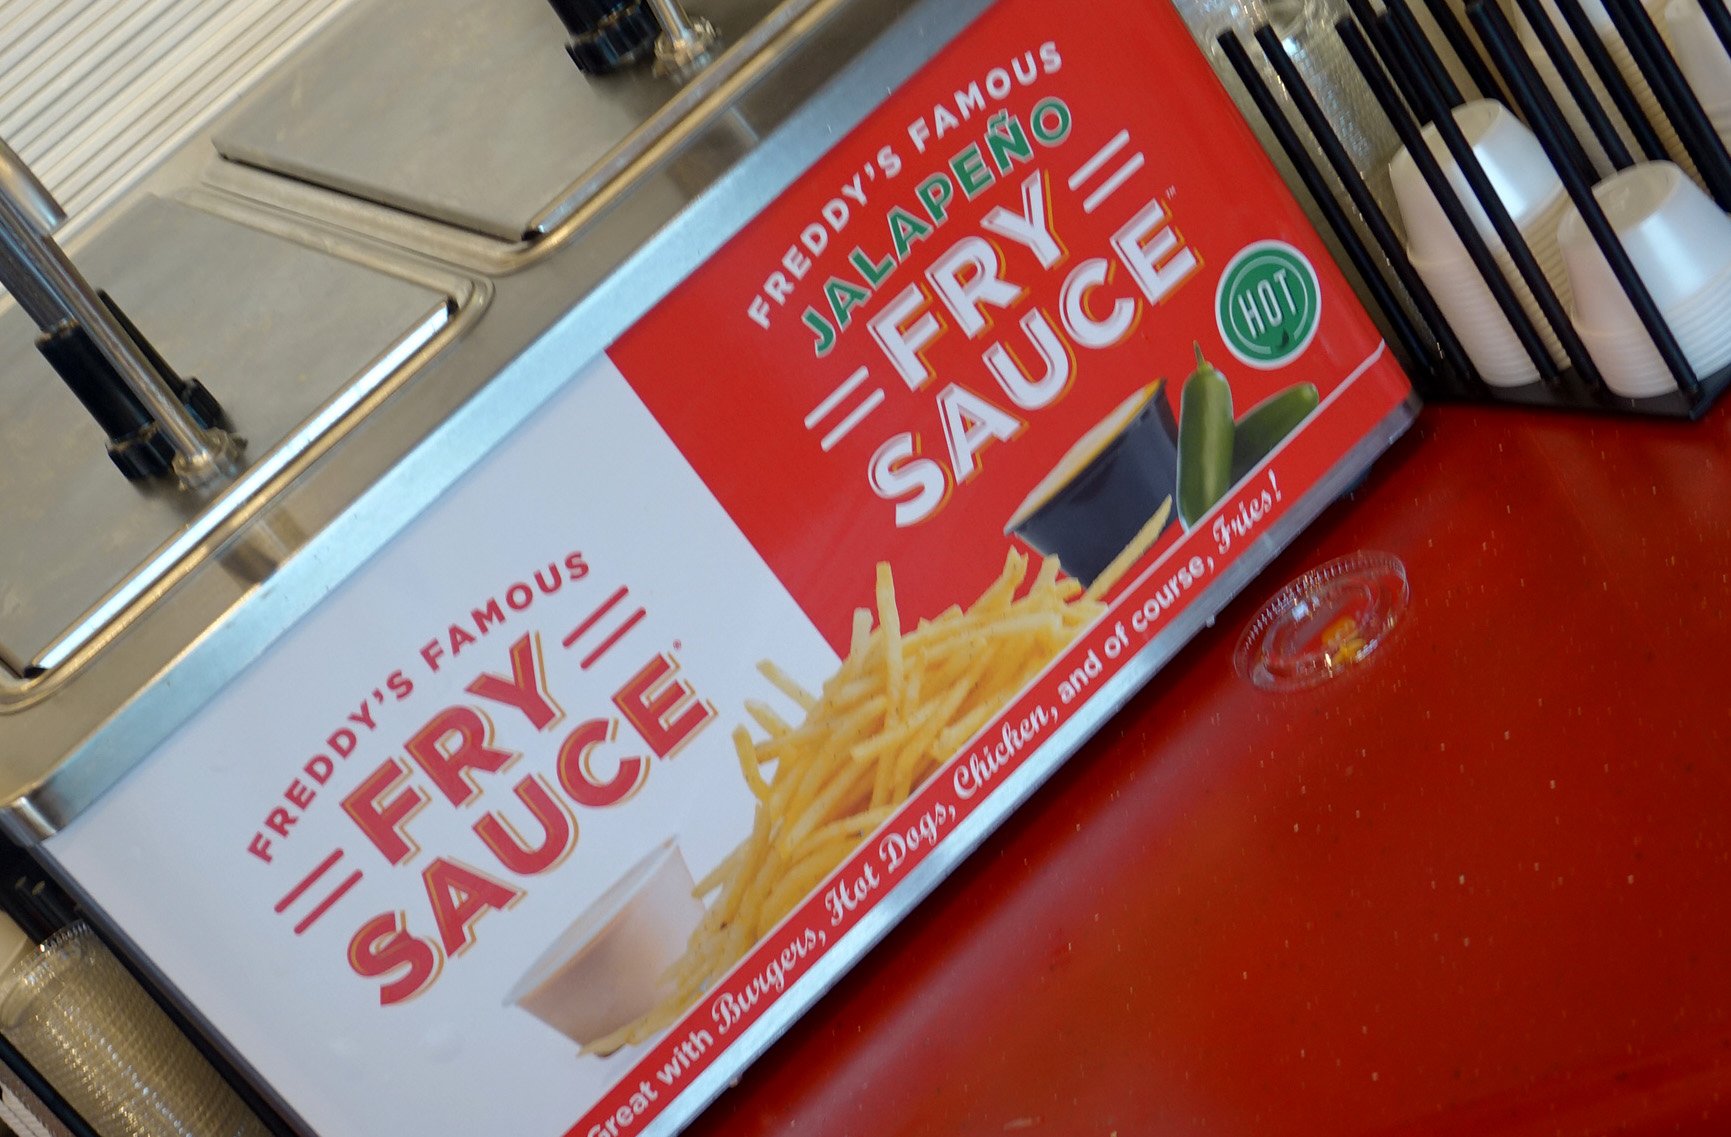 FREDDY'S FAMOUS
FRY
SAUCE
FREDDY'S FAMOUS
JALAPEÑO
FRY
SAUCE™
HOT
Great with Burgers, Hot Dogs, Chicken, and of course, Fries!